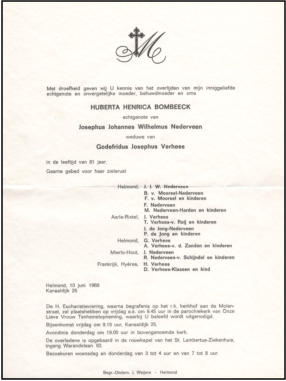 M
Met droefheid geven wij U kennis van het overlijden van mijn inniggeliefde
echtgenote en onvergetelijke moeder, behuwdmoeder en oma
HUBERTA HENRICA BOMBEECK
echtgenote van
Josephus Johannes Wilhelmus Nederveen
weduwe van
Godefridus Josephus Verhees
in de leeftijd van 81 jaar.
Gaarne gebed voor haar zielerust
Helmond, J. J. W. Nederveen
B. v. Moorsel-Nederveen
F. v. Moorsel en kinderen
F. Nederveen
M. Nederveen-Harden en kinderen
Aarle-Rixtel, J. Verhees
T. Verhees-v. Roij en kinderen
J. de Jong-Nederveen
P. de Jong en kinderen
Helmond, G. Verhees
A. Verhees-v. d. Zanden en kinderen
Mierlo-Hout, J. Nederveen
R. Nederveen-v. Schijndel en kinderen
Frankrijk, Hyères, H. Verhees
D. Verhees-Klassen en kind
Helmond, 10 juni 1968
Kanaaldijk 25
De H. Eucharistieviering, waarna begrafenis op het r.k. kerkhof aan de Molen-
straat, zal plaatshebben op vrijdag a.s. om 9.45 uur in de parochiekerk van Onze
Lieve Vrouw Tenhemelopneming, waartoe U beleefd wordt uitgenodigd.
Bijeenkomst vrijdag om 9.15 uur, Kanaaldijk 25.
Avondmis donderdag om 19.00 uur in bovengenoemde kerk.
De overledene is opgebaard in de rouwkapel van het St. Lambertus-Ziekenhuis,
ingang Warandelaan
Bezoekuren woensdag en donderdag van 3 tot 4 uur en van 7 tot 8 uur.
Begr.-Ondern. J. - Helmond